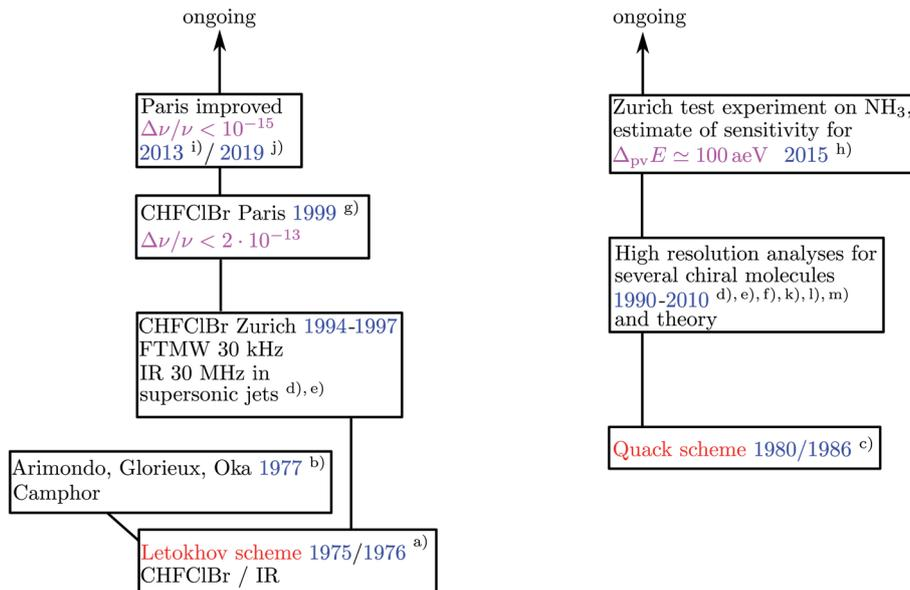 ongoing
Paris improved
Δν/ν < 10⁻¹⁵
2013 ⁱ⁾/ 2019 ʲ⁾
CHFClBr Paris 1999 ᵍ⁾
Δν/ν < 2 · 10⁻¹³
CHFClBr Zurich 1994-1997
FTMW 30 kHz
IR 30 MHz in
supersonic jets ᵈ⁾,ᵉ⁾
Arimondo, Glorieux, Oka 1977 ᵇ⁾
Camphor
Letokhov scheme 1975/1976 ᵃ⁾
CHFClBr / IR
ongoing
Zurich test experiment on NH₃,
estimate of sensitivity for
ΔpvE ≃ 100 aeV 2015 ʰ⁾
High resolution analyses for
several chiral molecules
1990-2010 ᵈ⁾,ᵉ⁾,ᶠ⁾,ᵏ⁾,ˡ⁾,ᵐ⁾
and theory
Quack scheme 1980/1986 ᶜ⁾